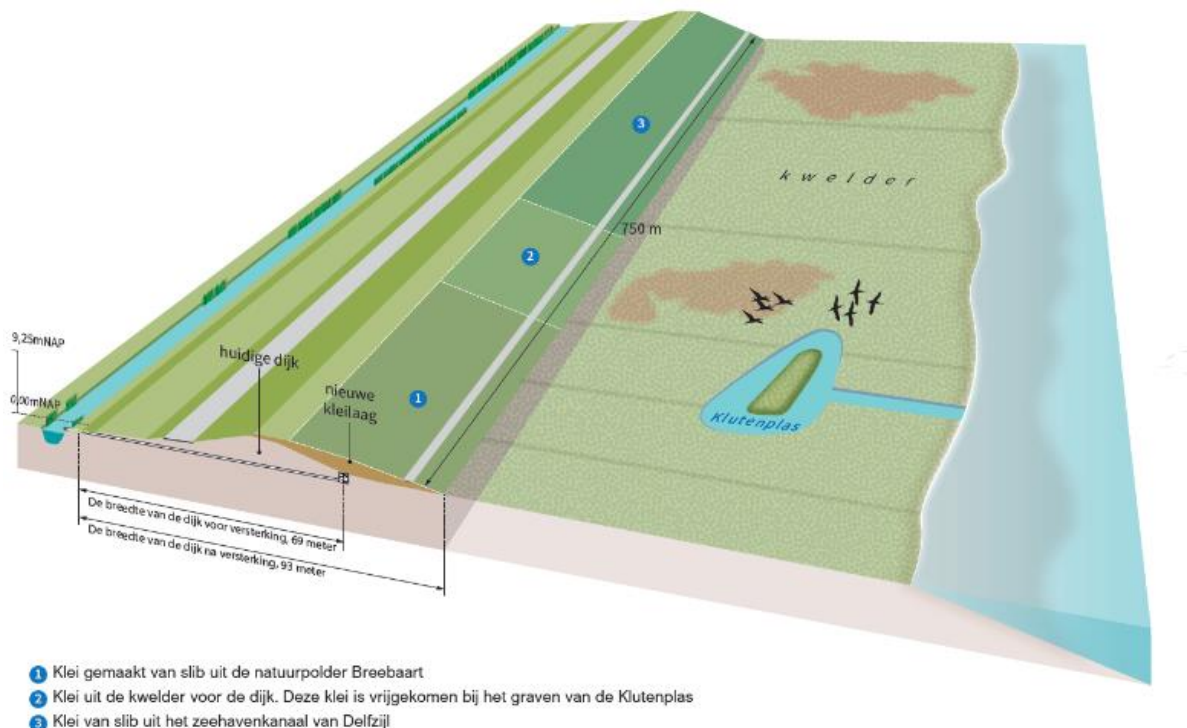 3
kwelder
750 m
2
9,25mNAP
huidige dijk
0,00mNAP
nieuwe
kleilaag
1
Klutenplas
De breedte van de dijk voor versterking, 69 meter
De breedte van de dijk na versterking, 93 meter
1 Klei gemaakt van slib uit de natuurpolder Breebaart
2 Klei uit de kwelder voor de dijk. Deze klei is vrijgekomen bij het graven van de Klutenplas
3 Klei van slib uit het zeehavenkanaal van Delfzijl